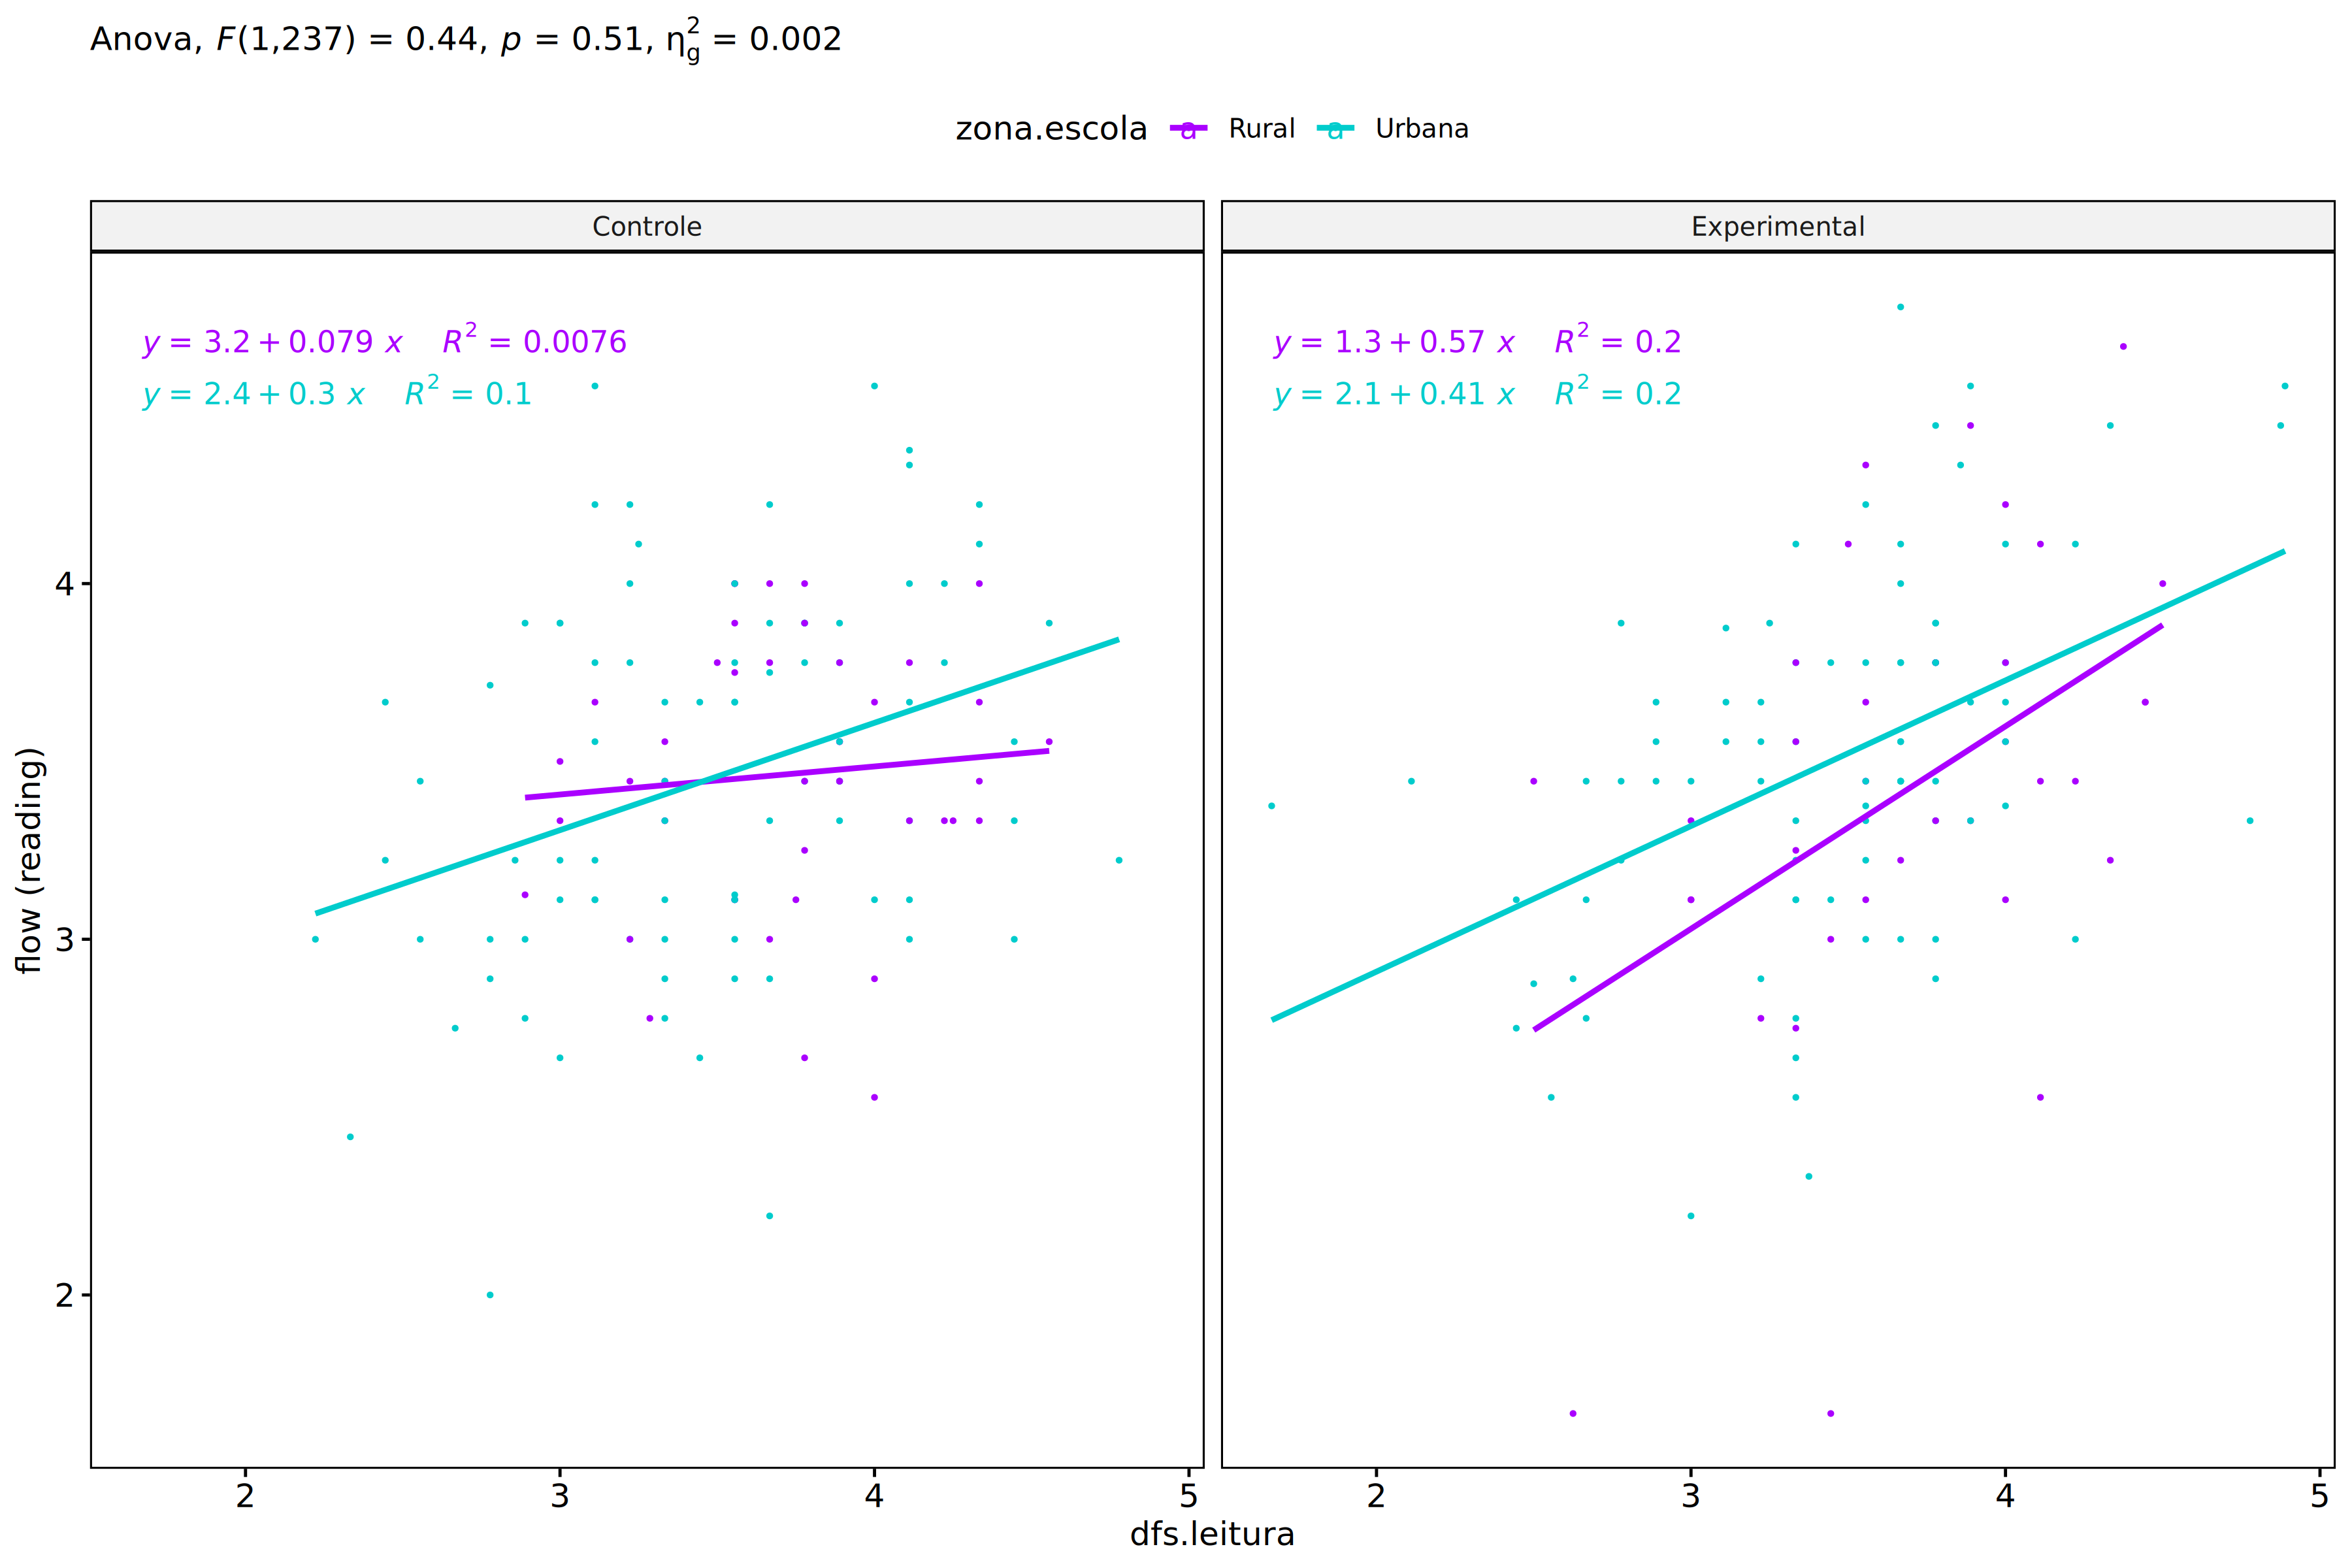 Anova, F(1,237) = 0.44, p = 0.51, η²g = 0.002
zona.escola a Rural a Urbana
Controle Experimental
y = 3.2 + 0.079 x R² = 0.0076
y = 2.4 + 0.3 x R² = 0.1
y = 1.3 + 0.57 x R² = 0.2
y = 2.1 + 0.41 x R² = 0.2
4
3
2
flow (reading)
2 3 4 5 2 3 4 5
dfs.leitura